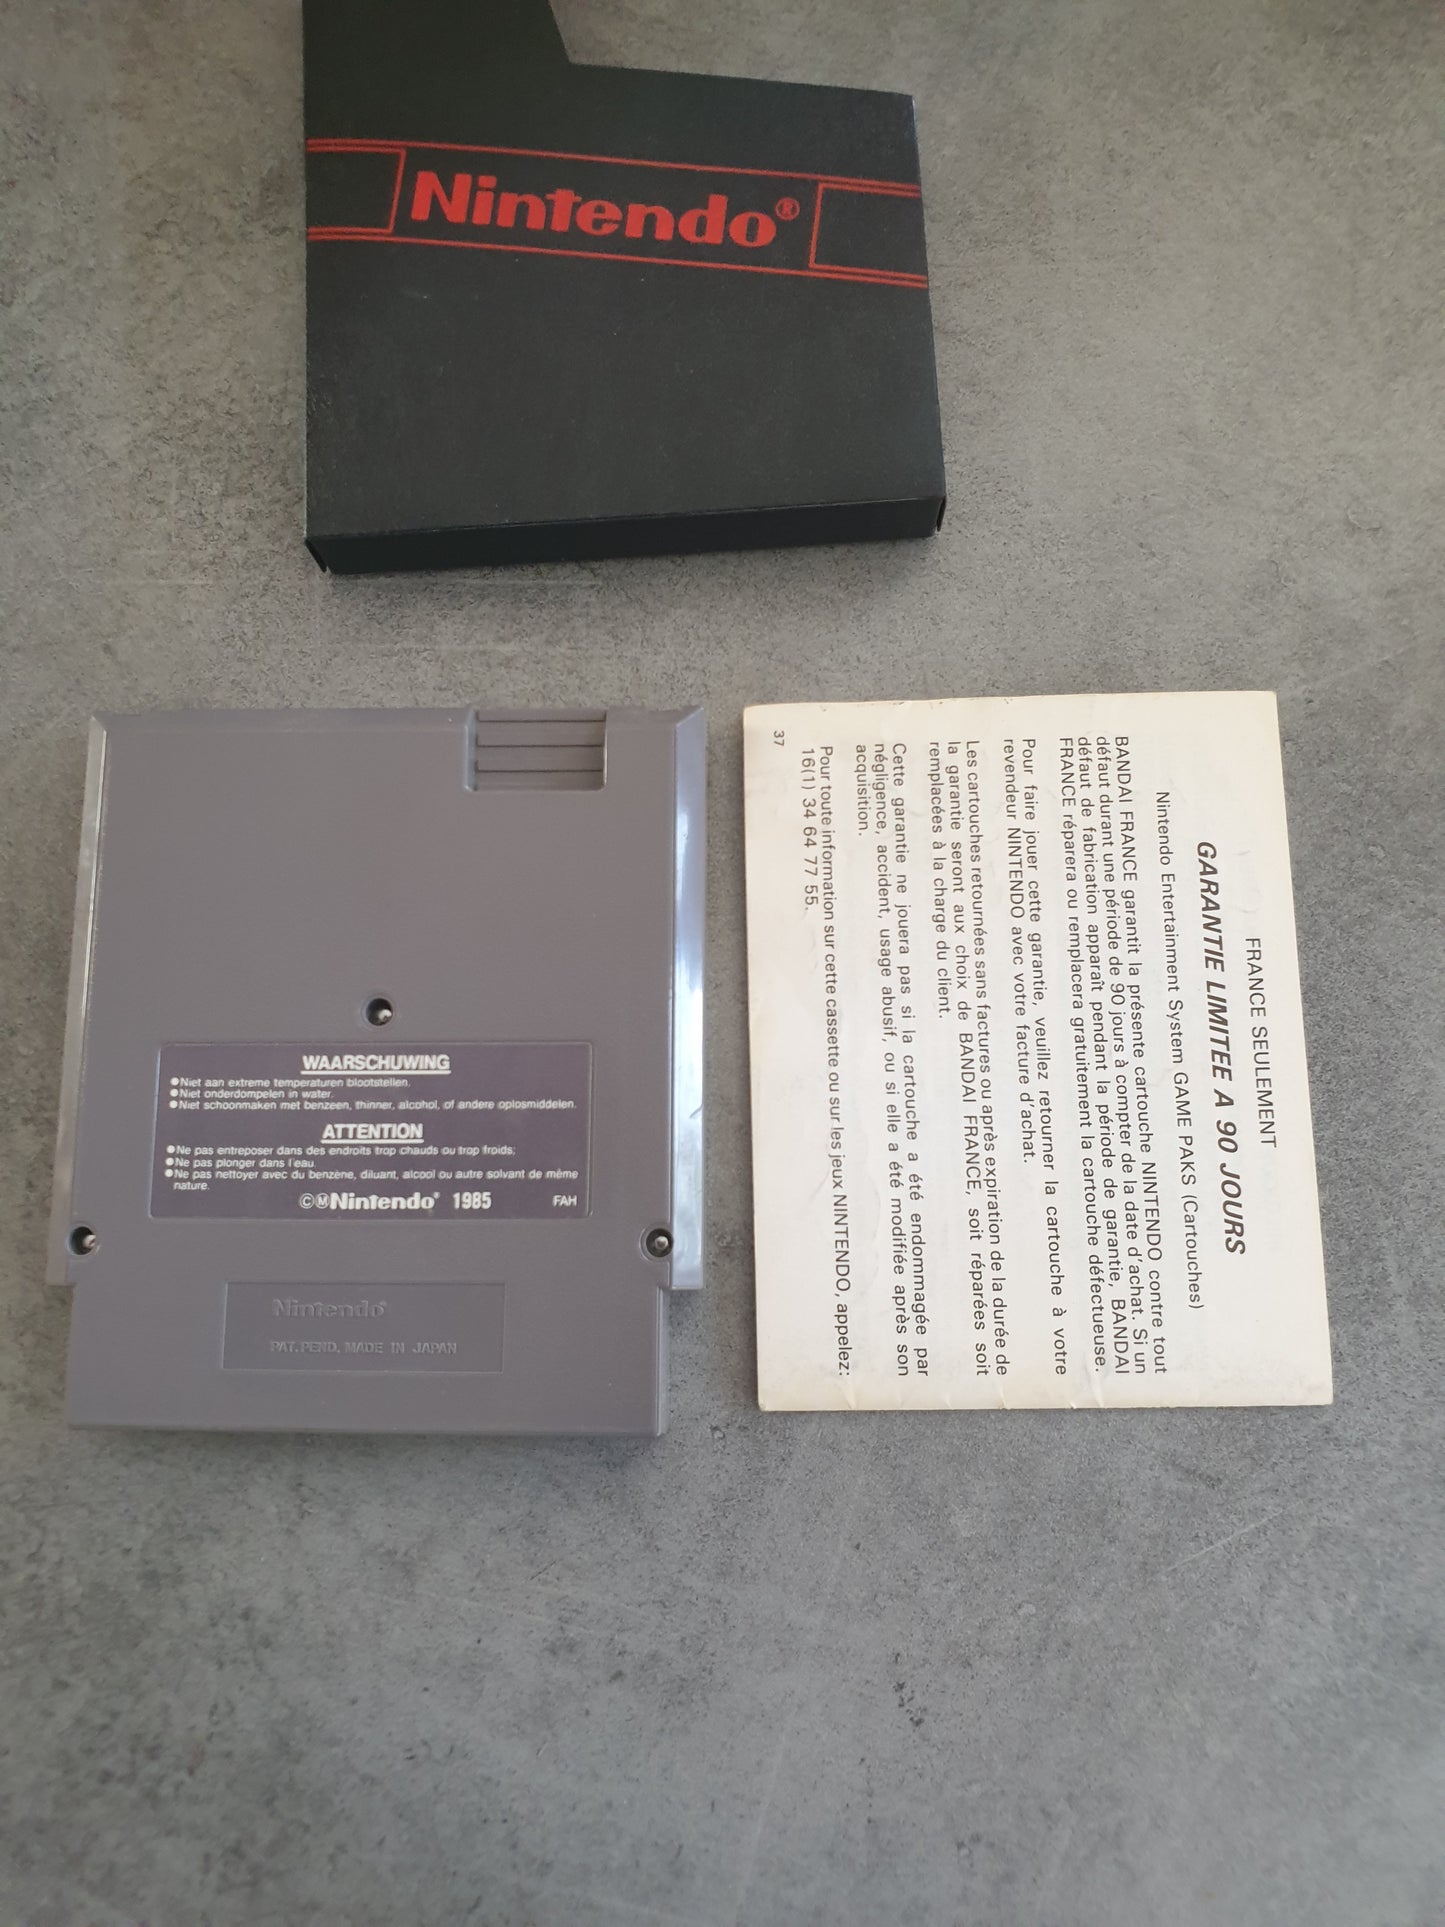 Nintendo®
WAARSCHUWING
●Niet aan extreme temperaturen blootstellen.
●Niet onderdompelen in water.
●Niet schoonmaken met benzeen, thinner, alcohol, of andere oplosmiddelen.
ATTENTION
●Ne pas entreposer dans des endroits trop chauds ou trop froids;
●Ne pas plonger dans l'eau.
●Ne pas nettoyer avec du benzène, diluant, alcool ou autre solvant de même
nature.
©ⓂNintendo® 1985 FAH
Nintendo®
PAT. PEND. MADE IN JAPAN
FRANCE SEULEMENT
GARANTIE LIMITEE A 90 JOURS
Nintendo Entertainment System GAME PAKS (Cartouches)
BANDAI FRANCE garantit la présente cartouche NINTENDO contre tout
défaut durant une période de 90 jours à compter de la date d'achat. Si un
défaut de fabrication apparaît pendant la période de garantie, BANDAI
FRANCE réparera ou remplacera gratuitement la cartouche défectueuse.
Pour faire jouer cette garantie, veuillez retourner la cartouche à votre
revendeur NINTENDO avec votre facture d'achat.
Les cartouches retournées sans factures ou après expiration de la durée de
la garantie seront aux choix de BANDAI FRANCE, soit réparées soit
remplacées à la charge du client.
Cette garantie ne jouera pas si la cartouche a été endommagée par
négligence, accident, usage abusif, ou si elle a été modifiée après son
acquisition.
Pour toute information sur cette cassette ou sur les jeux NINTENDO, appelez:
16(1) 34 64 77 55.
37